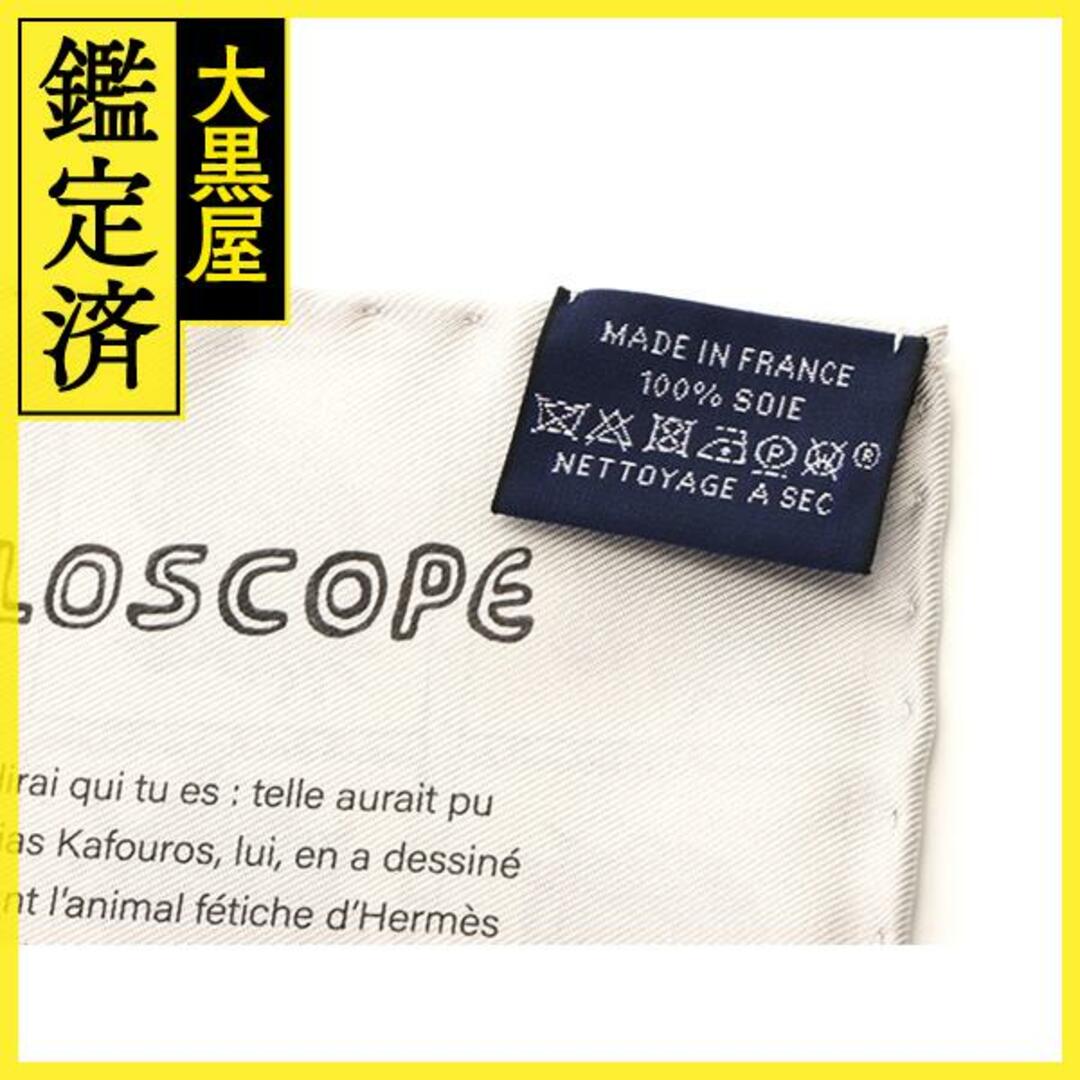 鑑定済
大黒屋
MADE IN FRANCE
100% SOIE
P W ®
NETTOYAGE A SEC
LOSCOPE
dirai qui tu es : telle aurait pu
ias Kafouros, lui, en a dessiné
nt l'animal fétiche d'Hermès